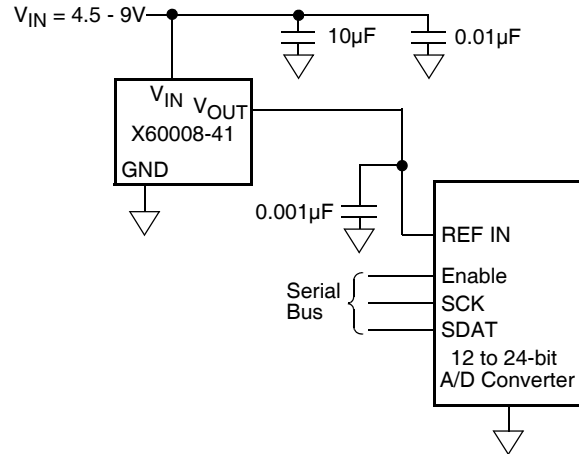 VIN = 4.5 - 9V
10µF
0.01µF
VIN
VOUT
X60008-41
GND
0.001µF
REF IN
Enable
Serial
Bus
SCK
SDAT
12 to 24-bit
A/D Converter